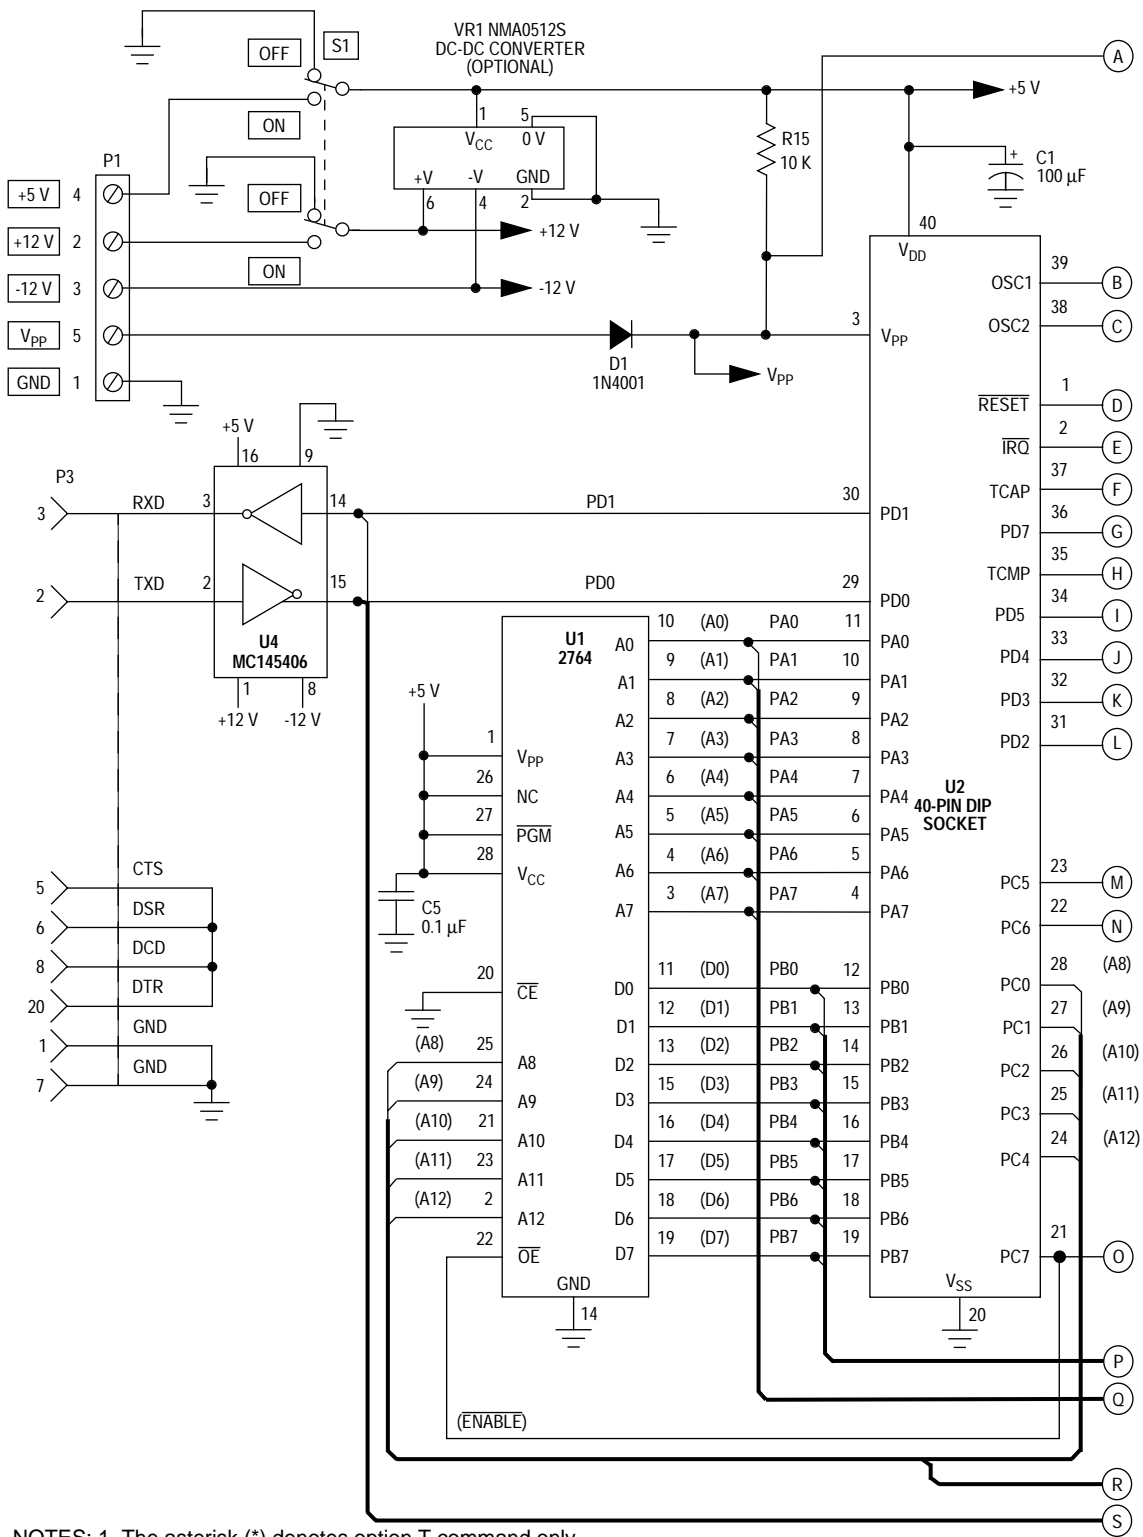 VR1 NMA0512S
DC-DC CONVERTER
(OPTIONAL)
OFF
S1
A
+5 V
1
5
VCC
0 V
+V
-V
GND
6
4
2
ON
R15
10 K
+
C1
100 µF
P1
+5 V 4
OFF
+12 V 2
+12 V
ON
-12 V 3
-12 V
VPP 5
D1
1N4001
VPP
GND 1
40
VDD
3
VPP
39
OSC1
B
38
OSC2
C
1
RESET
D
2
IRQ
E
37
TCAP
F
36
PD7
G
35
TCMP
H
34
PD5
I
33
PD4
J
32
PD3
K
31
PD2
L
+5 V
16
9
P3
3
RXD
3
14
PD1
30
PD1
2
TXD
2
15
PD0
29
PD0
U4
MC145406
1
8
+12 V
-12 V
U1
2764
A0
10 (A0) PA0 11
PA0
A1
9 (A1) PA1 10
PA1
A2
8 (A2) PA2 9
PA2
A3
7 (A3) PA3 8
PA3
A4
6 (A4) PA4 7
PA4
A5
5 (A5) PA5 6
PA5
A6
4 (A6) PA6 5
PA6
A7
3 (A7) PA7 4
PA7
U2
40-PIN DIP
SOCKET
+5 V
1
VPP
26
NC
27
PGM
28
VCC
C5
0.1 µF
20
CE
5
CTS
6
DSR
8
DCD
20
DTR
1
GND
7
GND
(A8) 25
A8
(A9) 24
A9
(A10) 21
A10
(A11) 23
A11
(A12) 2
A12
22
OE
GND
14
D0
11 (D0) PB0 12
PB0
D1
12 (D1) PB1 13
PB1
D2
13 (D2) PB2 14
PB2
D3
15 (D3) PB3 15
PB3
D4
16 (D4) PB4 16
PB4
D5
17 (D5) PB5 17
PB5
D6
18 (D6) PB6 18
PB6
D7
19 (D7) PB7 19
PB7
VSS
20
PC5
23
M
PC6
22
N
PC0
28 (A8)
PC1
27 (A9)
PC2
26 (A10)
PC3
25 (A11)
PC4
24 (A12)
PC7
21
O
P
Q
(ENABLE)
R
S
NOTES: 1. The asterisk (*) denotes option T command only